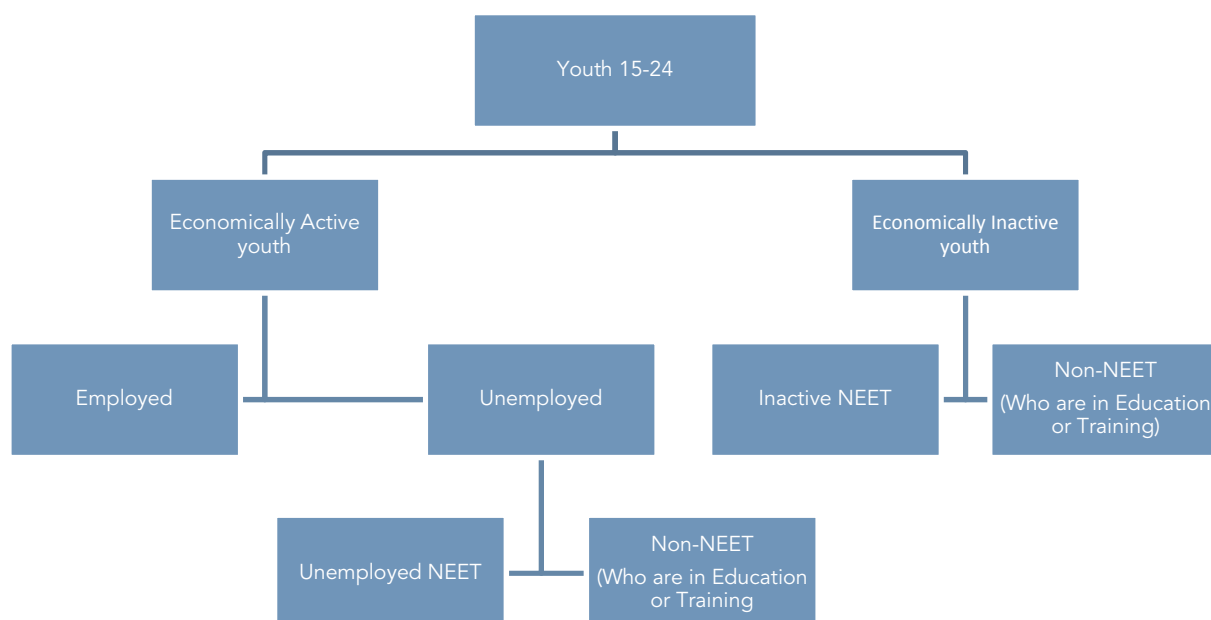 Youth 15-24
Economically Active
youth
Economically Inactive
youth
Employed
Unemployed
Inactive NEET
Non-NEET
(Who are in Education
or Training)
Unemployed NEET
Non-NEET
(Who are in Education
or Training